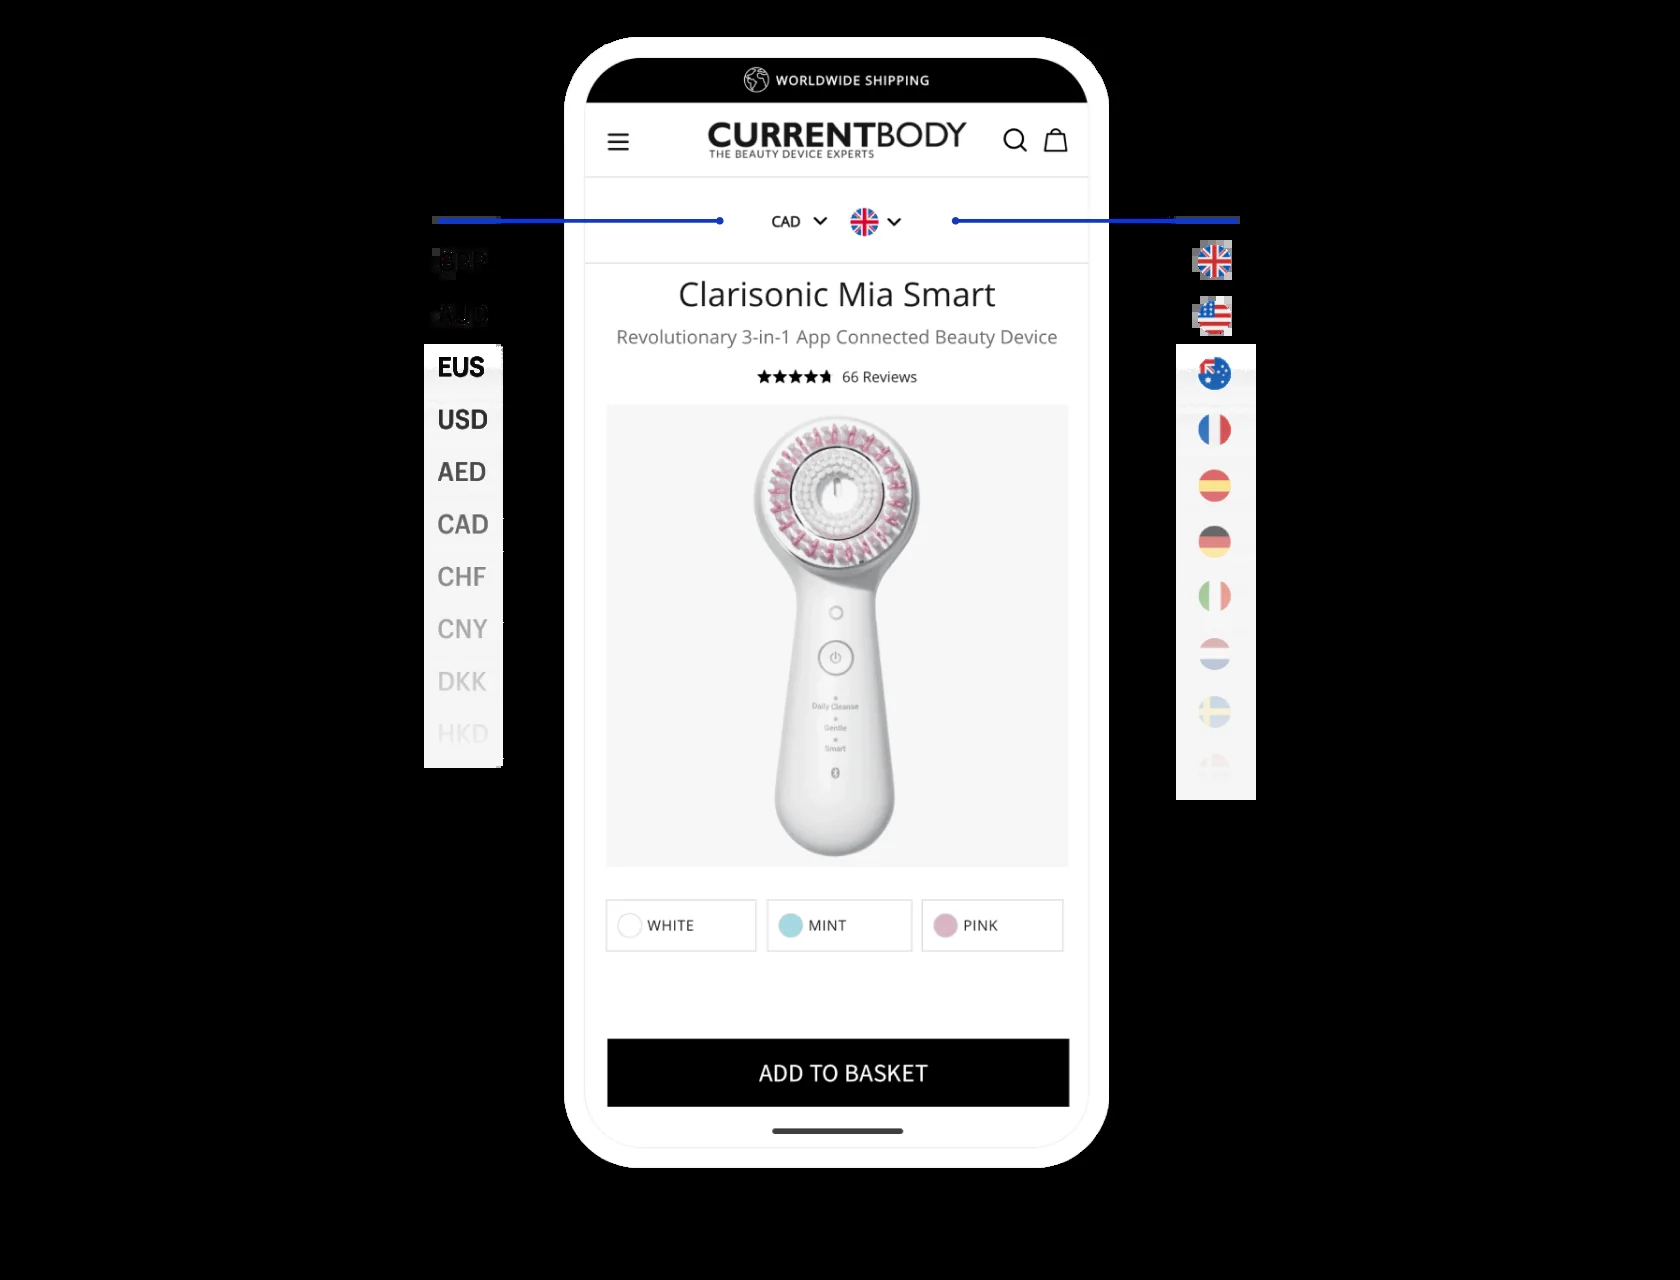 WORLDWIDE SHIPPING
CURRENTBODY
THE BEAUTY DEVICE EXPERTS
CAD
Clarisonic Mia Smart
Revolutionary 3-in-1 App Connected Beauty Device
66 Reviews
EUS
USD
AED
CAD
CHF
CNY
DKK
HKD
Daily Cleanse
Gentle
Smart
WHITE
MINT
PINK
ADD TO BASKET